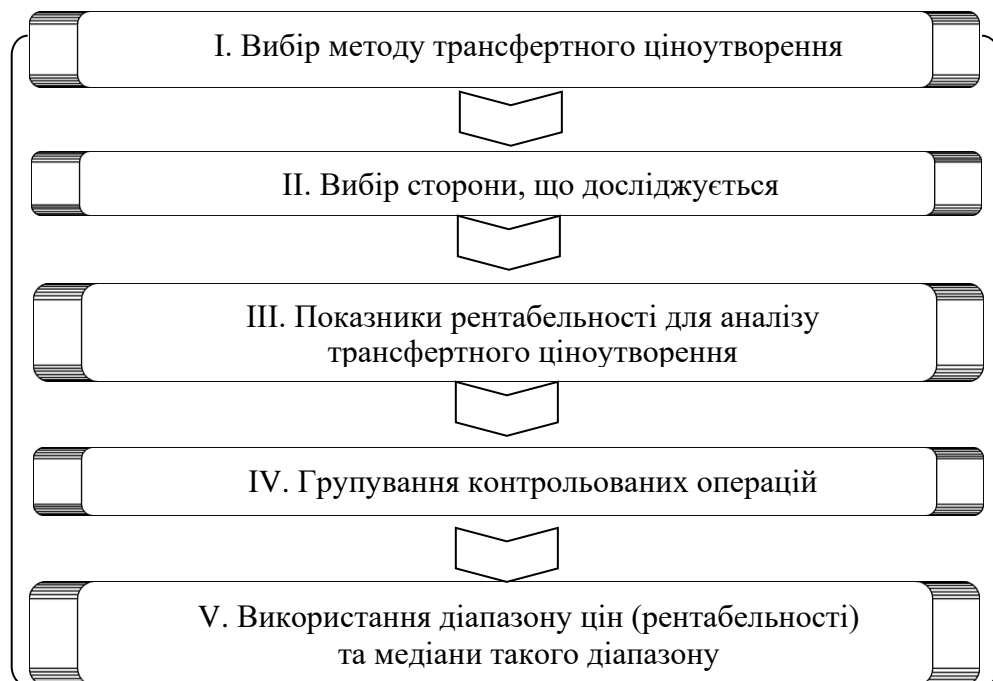 I. Вибір методу трансфертного ціноутворення
II. Вибір сторони, що досліджується
III. Показники рентабельності для аналізу
трансфертного ціноутворення
IV. Групування контрольованих операцій
V. Використання діапазону цін (рентабельності)
та медіани такого діапазону